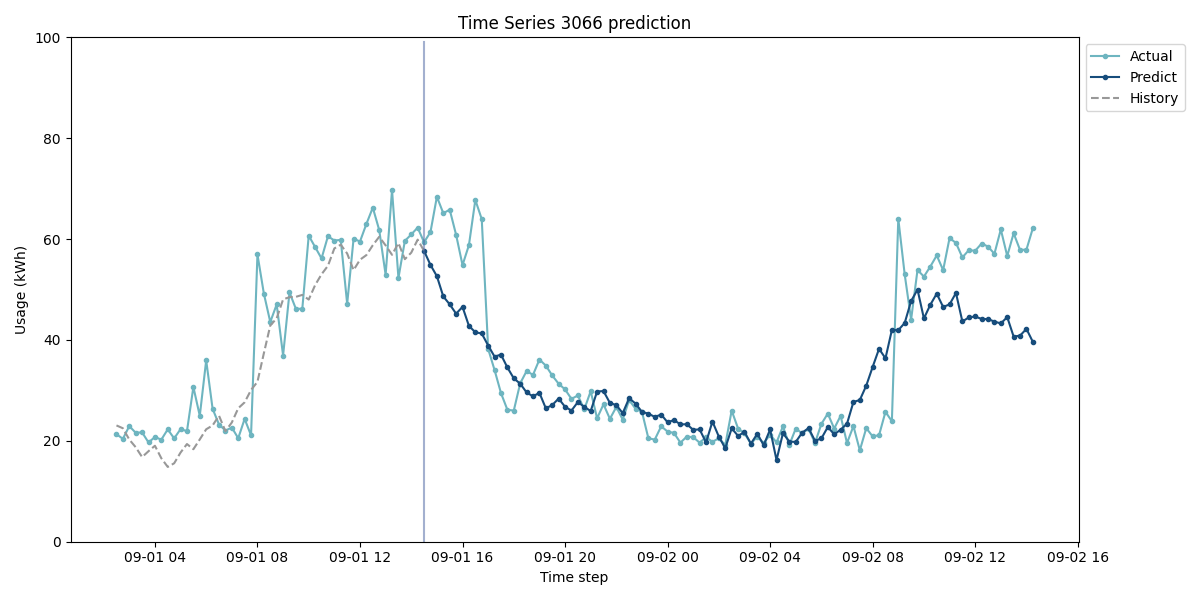 Time Series 3066 prediction
100
80
60
40
20
0
Usage (kWh)
09-01 04
09-01 08
09-01 12
09-01 16
09-01 20
09-02 00
09-02 04
09-02 08
09-02 12
09-02 16
Time step
Actual
Predict
History